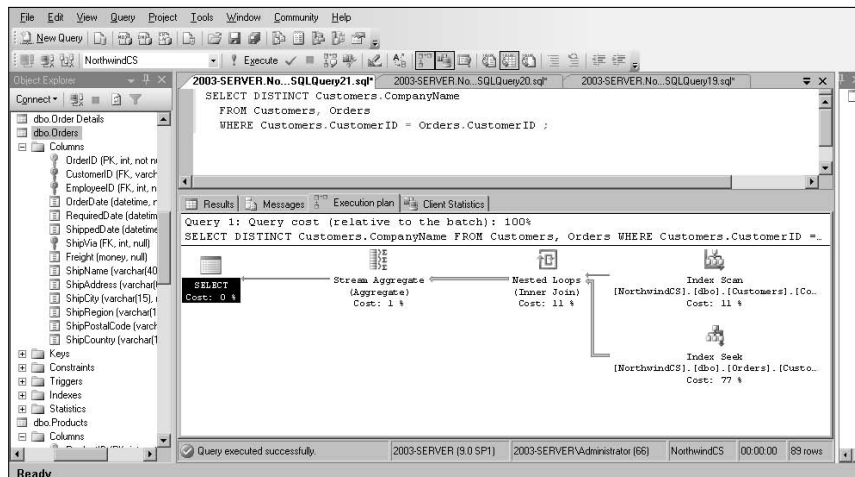 File Edit View Query Project Tools Window Community Help
New Query
NorthwindCS Execute
Object Explorer
Connect
dbo.Order Details
dbo.Orders
Columns
OrderID (PK, int, not nu
CustomerID (FK, varch
EmployeeID (FK, int, n
OrderDate (datetime, r
RequiredDate (datetim
ShippedDate (datetime
ShipVia (FK, int, null)
Freight (money, null)
ShipName (varchar(40
ShipAddress (varchar(
ShipCity (varchar(15),
ShipRegion (varchar(1
ShipPostalCode (varch
ShipCountry (varchar(1
Keys
Constraints
Triggers
Indexes
Statistics
dbo.Products
Columns
2003-SERVER.No...SQLQuery21.sql* 2003-SERVER.No...SQLQuery20.sql* 2003-SERVER.No...SQLQuery19.sql*
SELECT DISTINCT Customers.CompanyName
FROM Customers, Orders
WHERE Customers.CustomerID = Orders.CustomerID ;
Results Messages Execution plan Client Statistics
Query 1: Query cost (relative to the batch): 100%
SELECT DISTINCT Customers.CompanyName FROM Customers, Orders WHERE Customers.CustomerID =…
SELECT
Cost: 0 %
Stream Aggregate
(Aggregate)
Cost: 1 %
Nested Loops
(Inner Join)
Cost: 11 %
Index Scan
[NorthwindCS].[dbo].[Customers].[Co…
Cost: 11 %
Index Seek
[NorthwindCS].[dbo].[Orders].[Custo…
Cost: 77 %
Query executed successfully. 2003-SERVER (9.0 SP1) 2003-SERVER\Administrator (66) NorthwindCS 00:00:00 89 rows
Ready